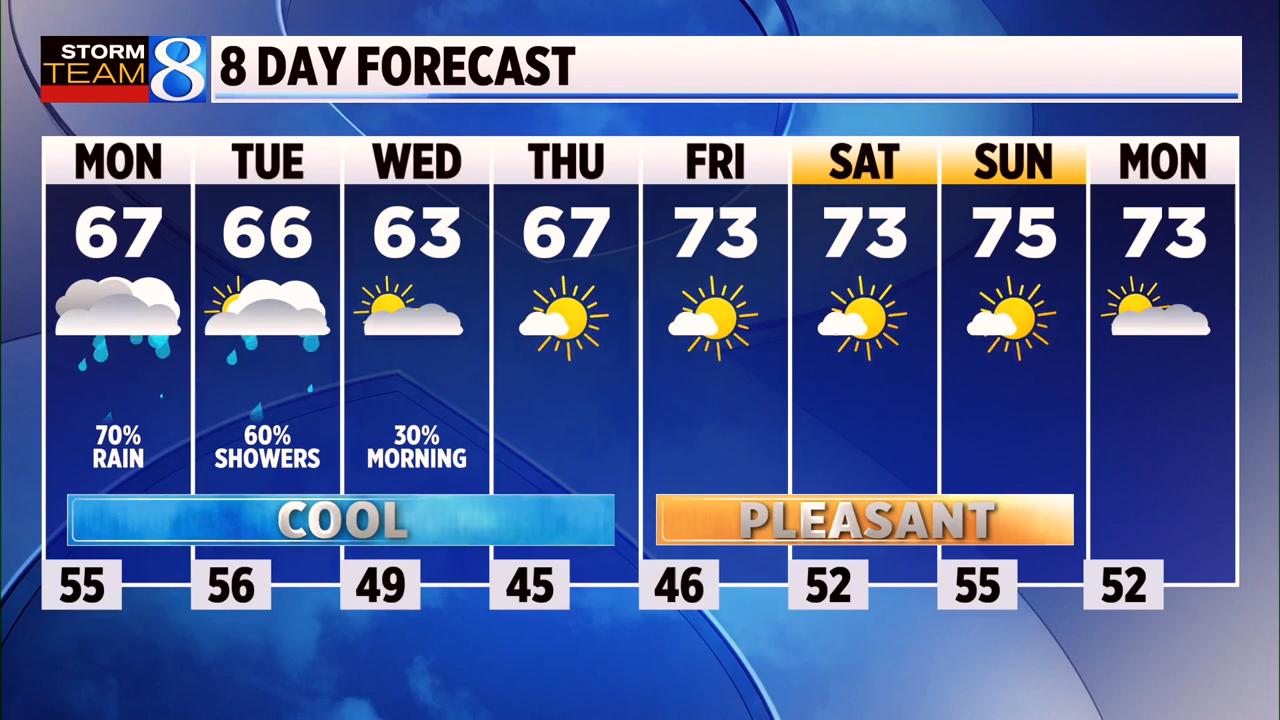 STORM
TEAM 8
8 DAY FORECAST
MON TUE WED THU FRI SAT SUN MON
67 66 63 67 73 73 75 73
70% 60% 30%
RAIN SHOWERS MORNING
COOL PLEASANT
55 56 49 45 46 52 55 52